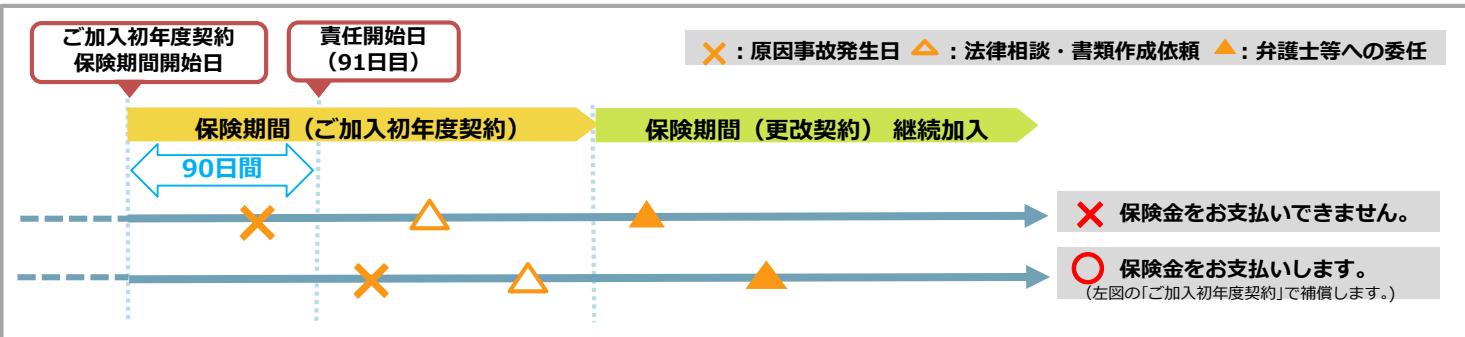 ご加入初年度契約
保険期間開始日
責任開始日
（91日目）
：原因事故発生日 ：法律相談・書類作成依頼 ：弁護士等への委任
保険期間（ご加入初年度契約）
保険期間（更改契約） 継続加入
90日間
保険金をお支払いできません。
保険金をお支払いします。
（左図の「ご加入初年度契約」で補償します。）